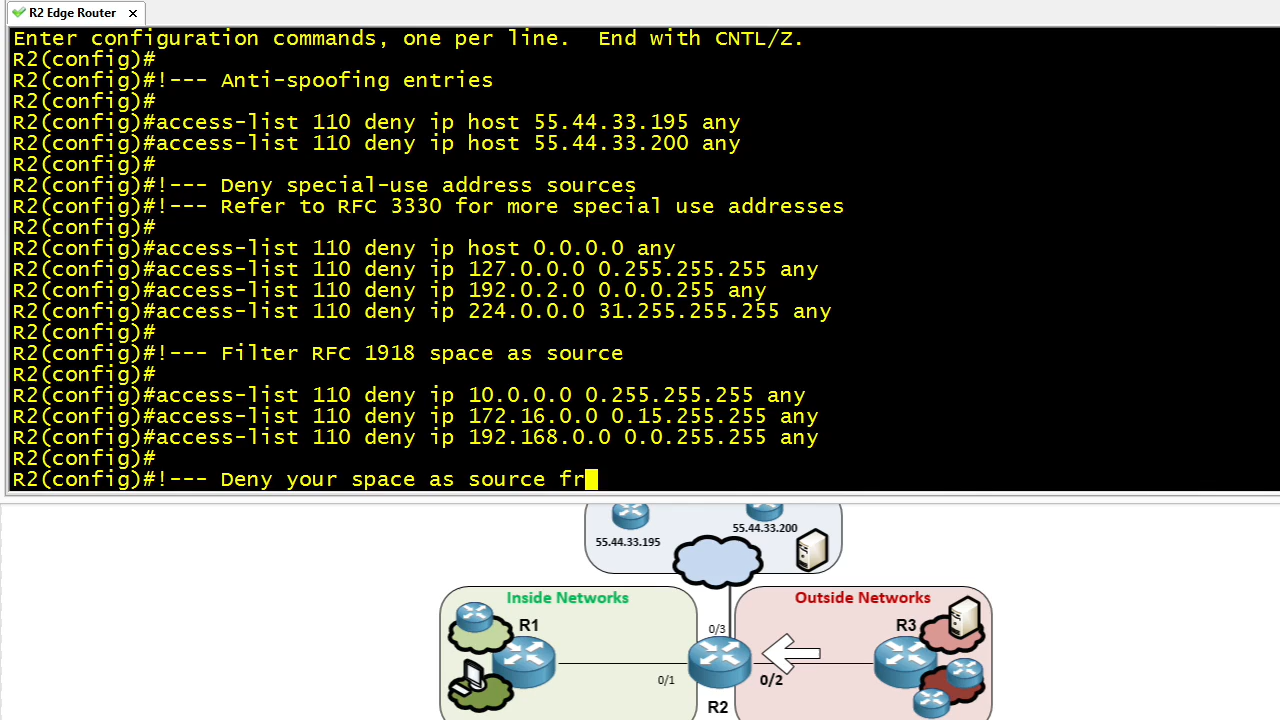 R2 Edge Router ×
Enter configuration commands, one per line.  End with CNTL/Z.
R2(config)#
R2(config)#!--- Anti-spoofing entries
R2(config)#
R2(config)#access-list 110 deny ip host 55.44.33.195 any
R2(config)#access-list 110 deny ip host 55.44.33.200 any
R2(config)#
R2(config)#!--- Deny special-use address sources
R2(config)#!--- Refer to RFC 3330 for more special use addresses
R2(config)#
R2(config)#access-list 110 deny ip host 0.0.0.0 any
R2(config)#access-list 110 deny ip 127.0.0.0 0.255.255.255 any
R2(config)#access-list 110 deny ip 192.0.2.0 0.0.0.255 any
R2(config)#access-list 110 deny ip 224.0.0.0 31.255.255.255 any
R2(config)#
R2(config)#!--- Filter RFC 1918 space as source
R2(config)#
R2(config)#access-list 110 deny ip 10.0.0.0 0.255.255.255 any
R2(config)#access-list 110 deny ip 172.16.0.0 0.15.255.255 any
R2(config)#access-list 110 deny ip 192.168.0.0 0.0.255.255 any
R2(config)#
R2(config)#!--- Deny your space as source fr
55.44.33.195
55.44.33.200
Inside Networks
Outside Networks
R1
0/3
R3
0/1
0/2
R2